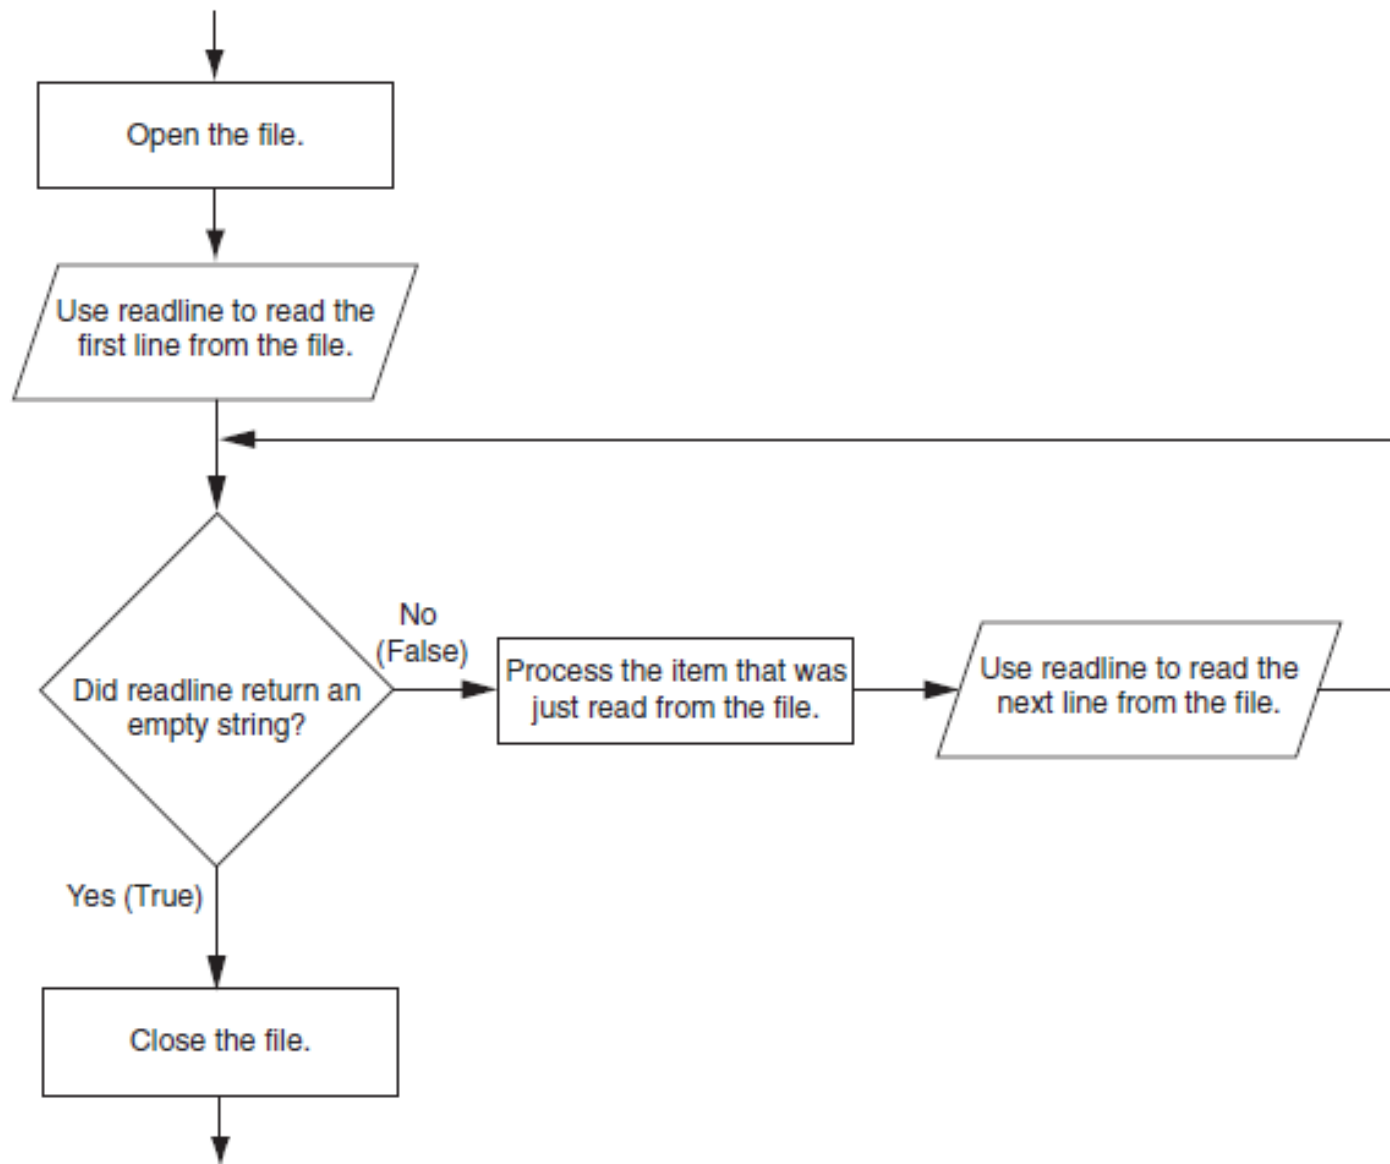 Open the file.
Use readline to read the
first line from the file.
No
(False)
Process the item that was
just read from the file.
Use readline to read the
next line from the file.
Did readline return an
empty string?
Yes (True)
Close the file.